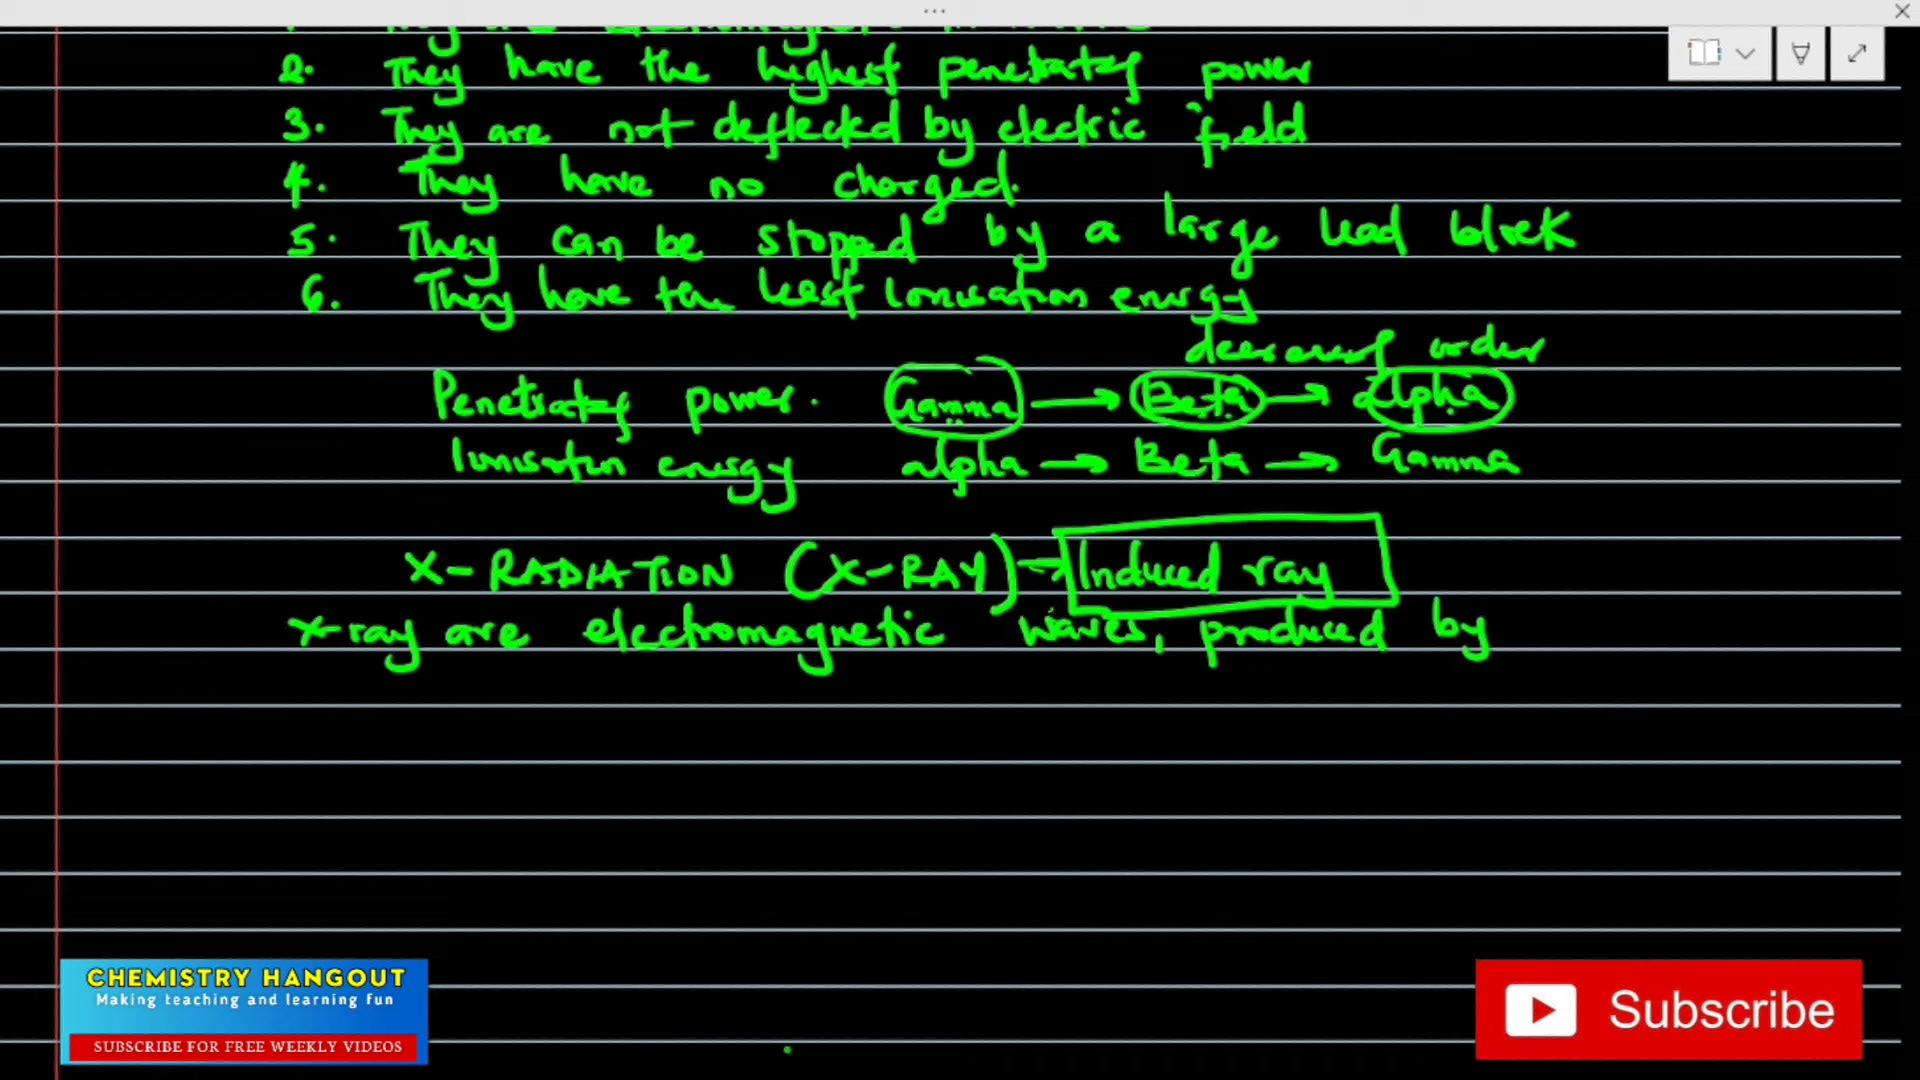 2. They have the highest penetrating power
3. They are not deflected by electric field
4. They have no charged.
5. They can be stopped by a large lead block
6. They have the least Ionisation energy
decreasing order
Penetrating power. Gamma → Beta → alpha
Ionisation energy alpha → Beta → Gamma
X-RADIATION (X-RAY) → Induced ray
X-ray are electromagnetic waves, produced by
CHEMISTRY HANGOUT
Making teaching and learning fun
SUBSCRIBE FOR FREE WEEKLY VIDEOS
Subscribe